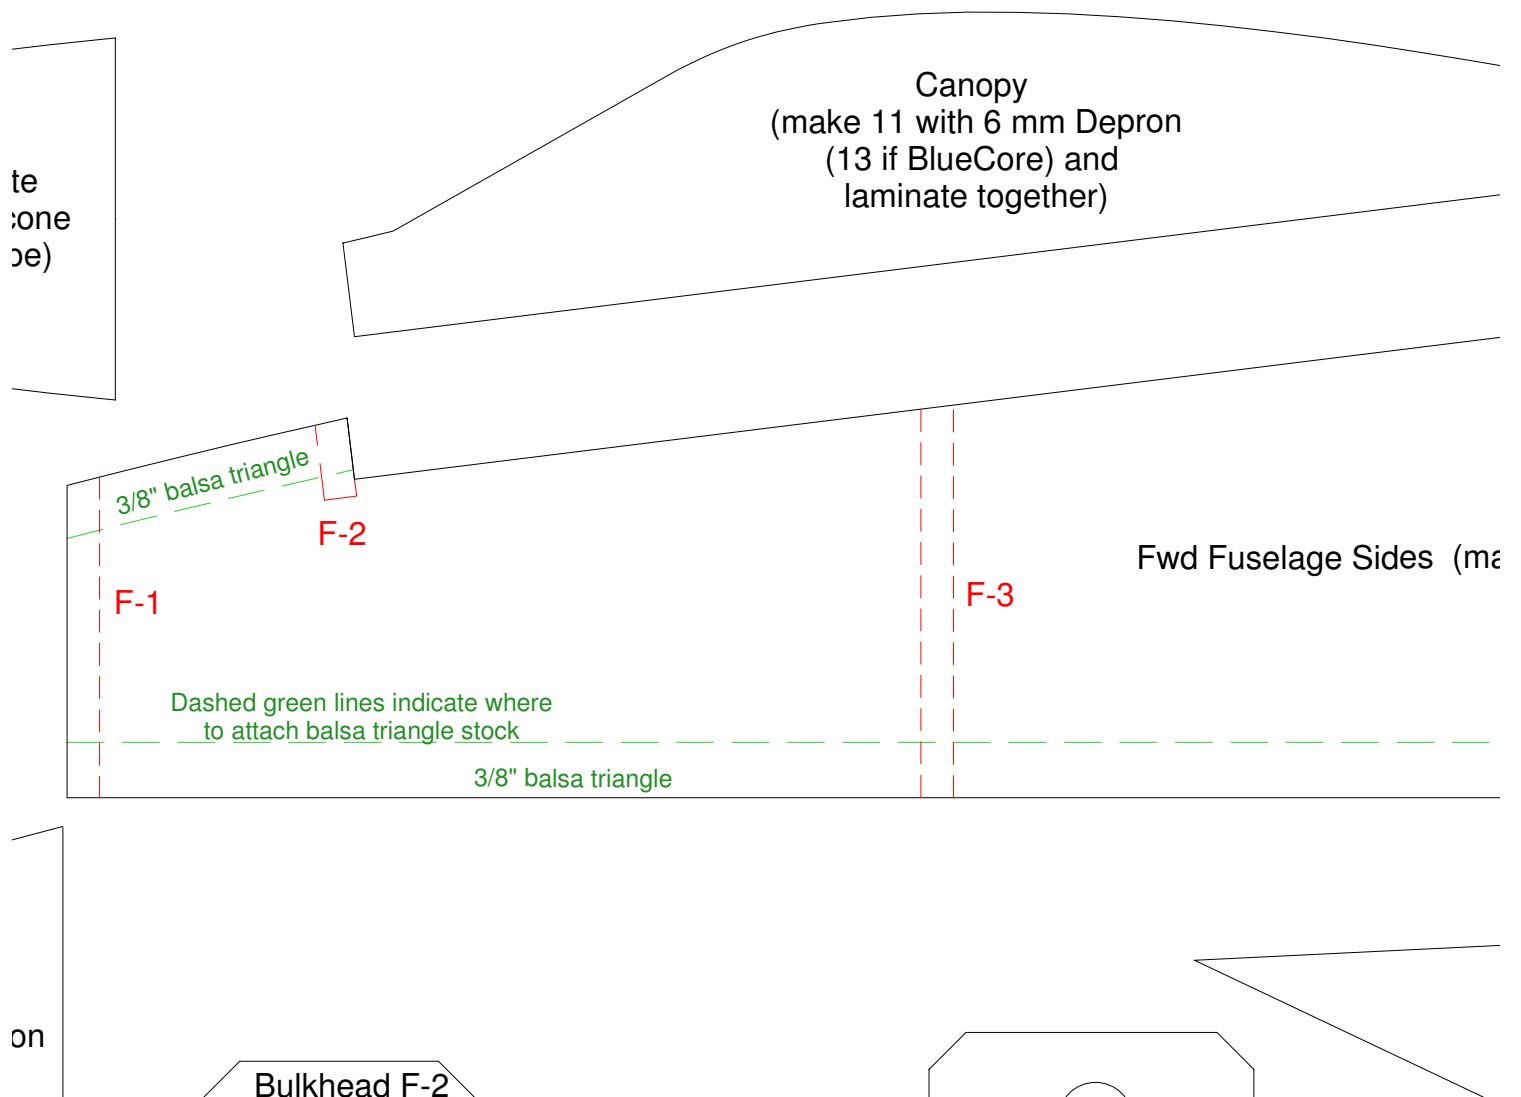 Canopy
(make 11 with 6 mm Depron
(13 if BlueCore) and
laminate together)
te
cone
pe)
3/8" balsa triangle
F-2
F-1
F-3
Fwd Fuselage Sides (ma
Dashed green lines indicate where
to attach balsa triangle stock
3/8" balsa triangle
on
Bulkhead F-2